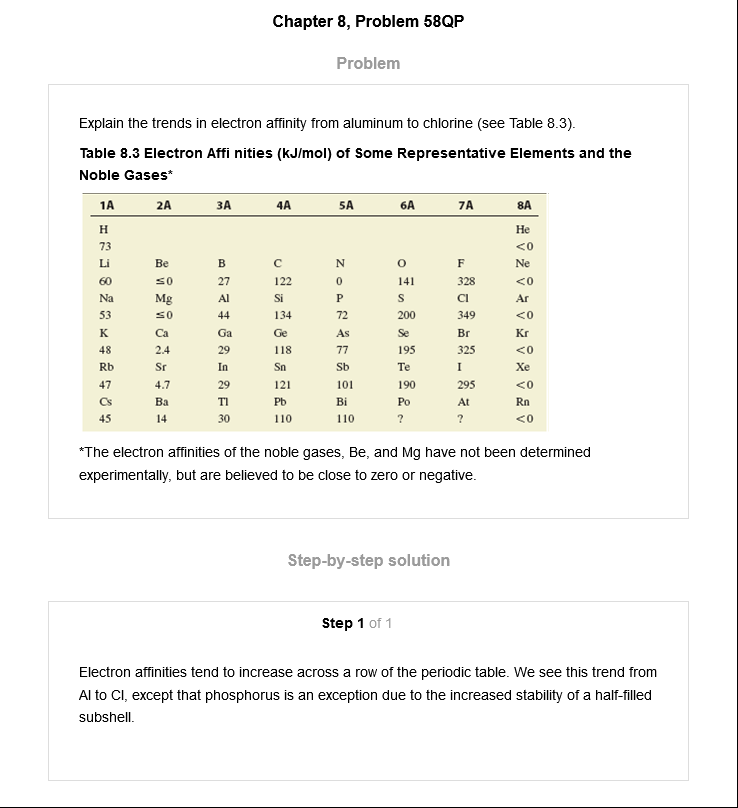 Chapter 8, Problem 58QP
Problem
Explain the trends in electron affinity from aluminum to chlorine (see Table 8.3).
Table 8.3 Electron Affi nities (kJ/mol) of Some Representative Elements and the
Noble Gases*
1A 2A 3A 4A 5A 6A 7A 8A
H He
73 <0
Li Be B C N O F Ne
60 ≤0 27 122 0 141 328 <0
Na Mg Al Si P S Cl Ar
53 ≤0 44 134 72 200 349 <0
K Ca Ga Ge As Se Br Kr
48 2.4 29 118 77 195 325 <0
Rb Sr In Sn Sb Te I Xe
47 4.7 29 121 101 190 295 <0
Cs Ba Tl Pb Bi Po At Rn
45 14 30 110 110 ? ? <0
*The electron affinities of the noble gases, Be, and Mg have not been determined
experimentally, but are believed to be close to zero or negative.
Step-by-step solution
Step 1 of 1
Electron affinities tend to increase across a row of the periodic table. We see this trend from
Al to Cl, except that phosphorus is an exception due to the increased stability of a half-filled
subshell.